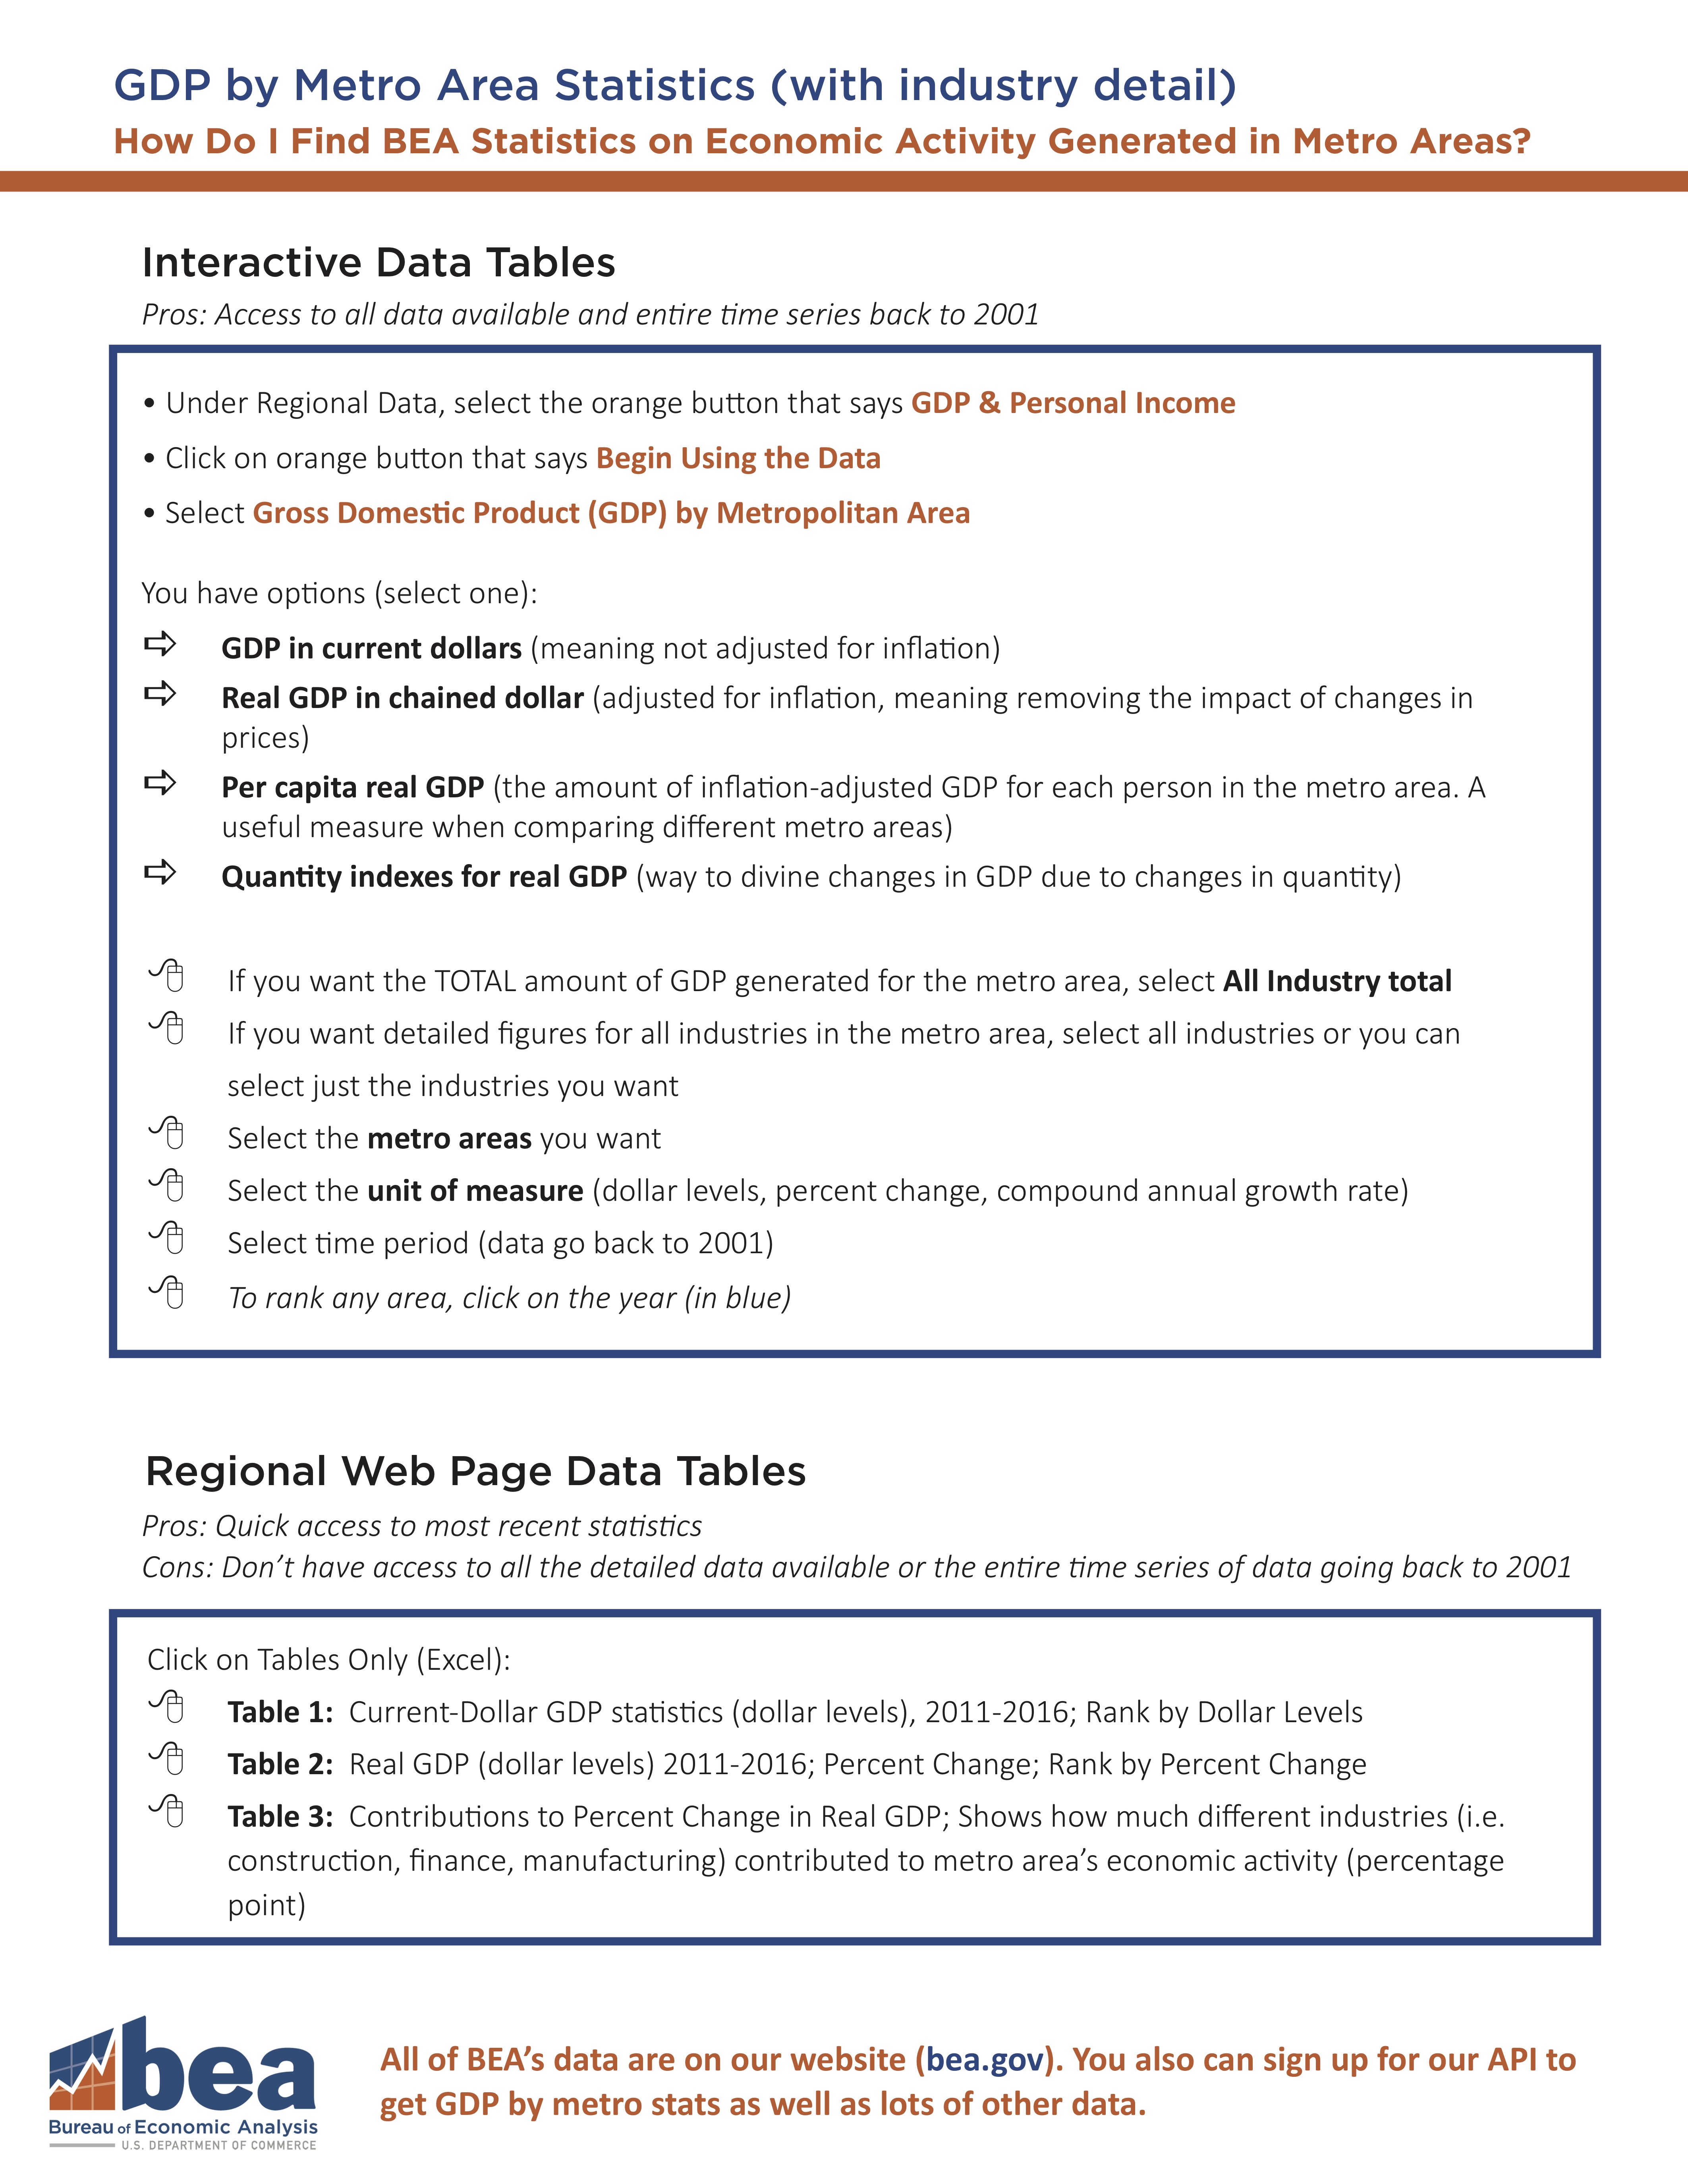 GDP by Metro Area Statistics (with industry detail)
How Do I Find BEA Statistics on Economic Activity Generated in Metro Areas?
Interactive Data Tables
Pros: Access to all data available and entire time series back to 2001
• Under Regional Data, select the orange button that says GDP & Personal Income
• Click on orange button that says Begin Using the Data
• Select Gross Domestic Product (GDP) by Metropolitan Area
You have options (select one):
GDP in current dollars (meaning not adjusted for inflation)
Real GDP in chained dollar (adjusted for inflation, meaning removing the impact of changes in
prices)
Per capita real GDP (the amount of inflation-adjusted GDP for each person in the metro area. A
useful measure when comparing different metro areas)
Quantity indexes for real GDP (way to divine changes in GDP due to changes in quantity)
If you want the TOTAL amount of GDP generated for the metro area, select All Industry total
If you want detailed figures for all industries in the metro area, select all industries or you can
select just the industries you want
Select the metro areas you want
Select the unit of measure (dollar levels, percent change, compound annual growth rate)
Select time period (data go back to 2001)
To rank any area, click on the year (in blue)
Regional Web Page Data Tables
Pros: Quick access to most recent statistics
Cons: Don’t have access to all the detailed data available or the entire time series of data going back to 2001
Click on Tables Only (Excel):
Table 1: Current-Dollar GDP statistics (dollar levels), 2011-2016; Rank by Dollar Levels
Table 2: Real GDP (dollar levels) 2011-2016; Percent Change; Rank by Percent Change
Table 3: Contributions to Percent Change in Real GDP; Shows how much different industries (i.e.
construction, finance, manufacturing) contributed to metro area’s economic activity (percentage
point)
bea
Bureau of Economic Analysis
U.S. DEPARTMENT OF COMMERCE
All of BEA’s data are on our website (bea.gov). You also can sign up for our API to
get GDP by metro stats as well as lots of other data.